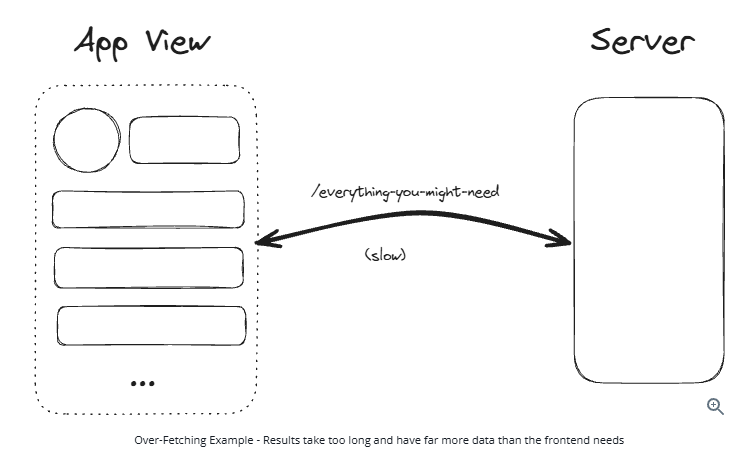 App View
Server
/everything-you-might-need
(slow)
...
Over-Fetching Example - Results take too long and have far more data than the frontend needs